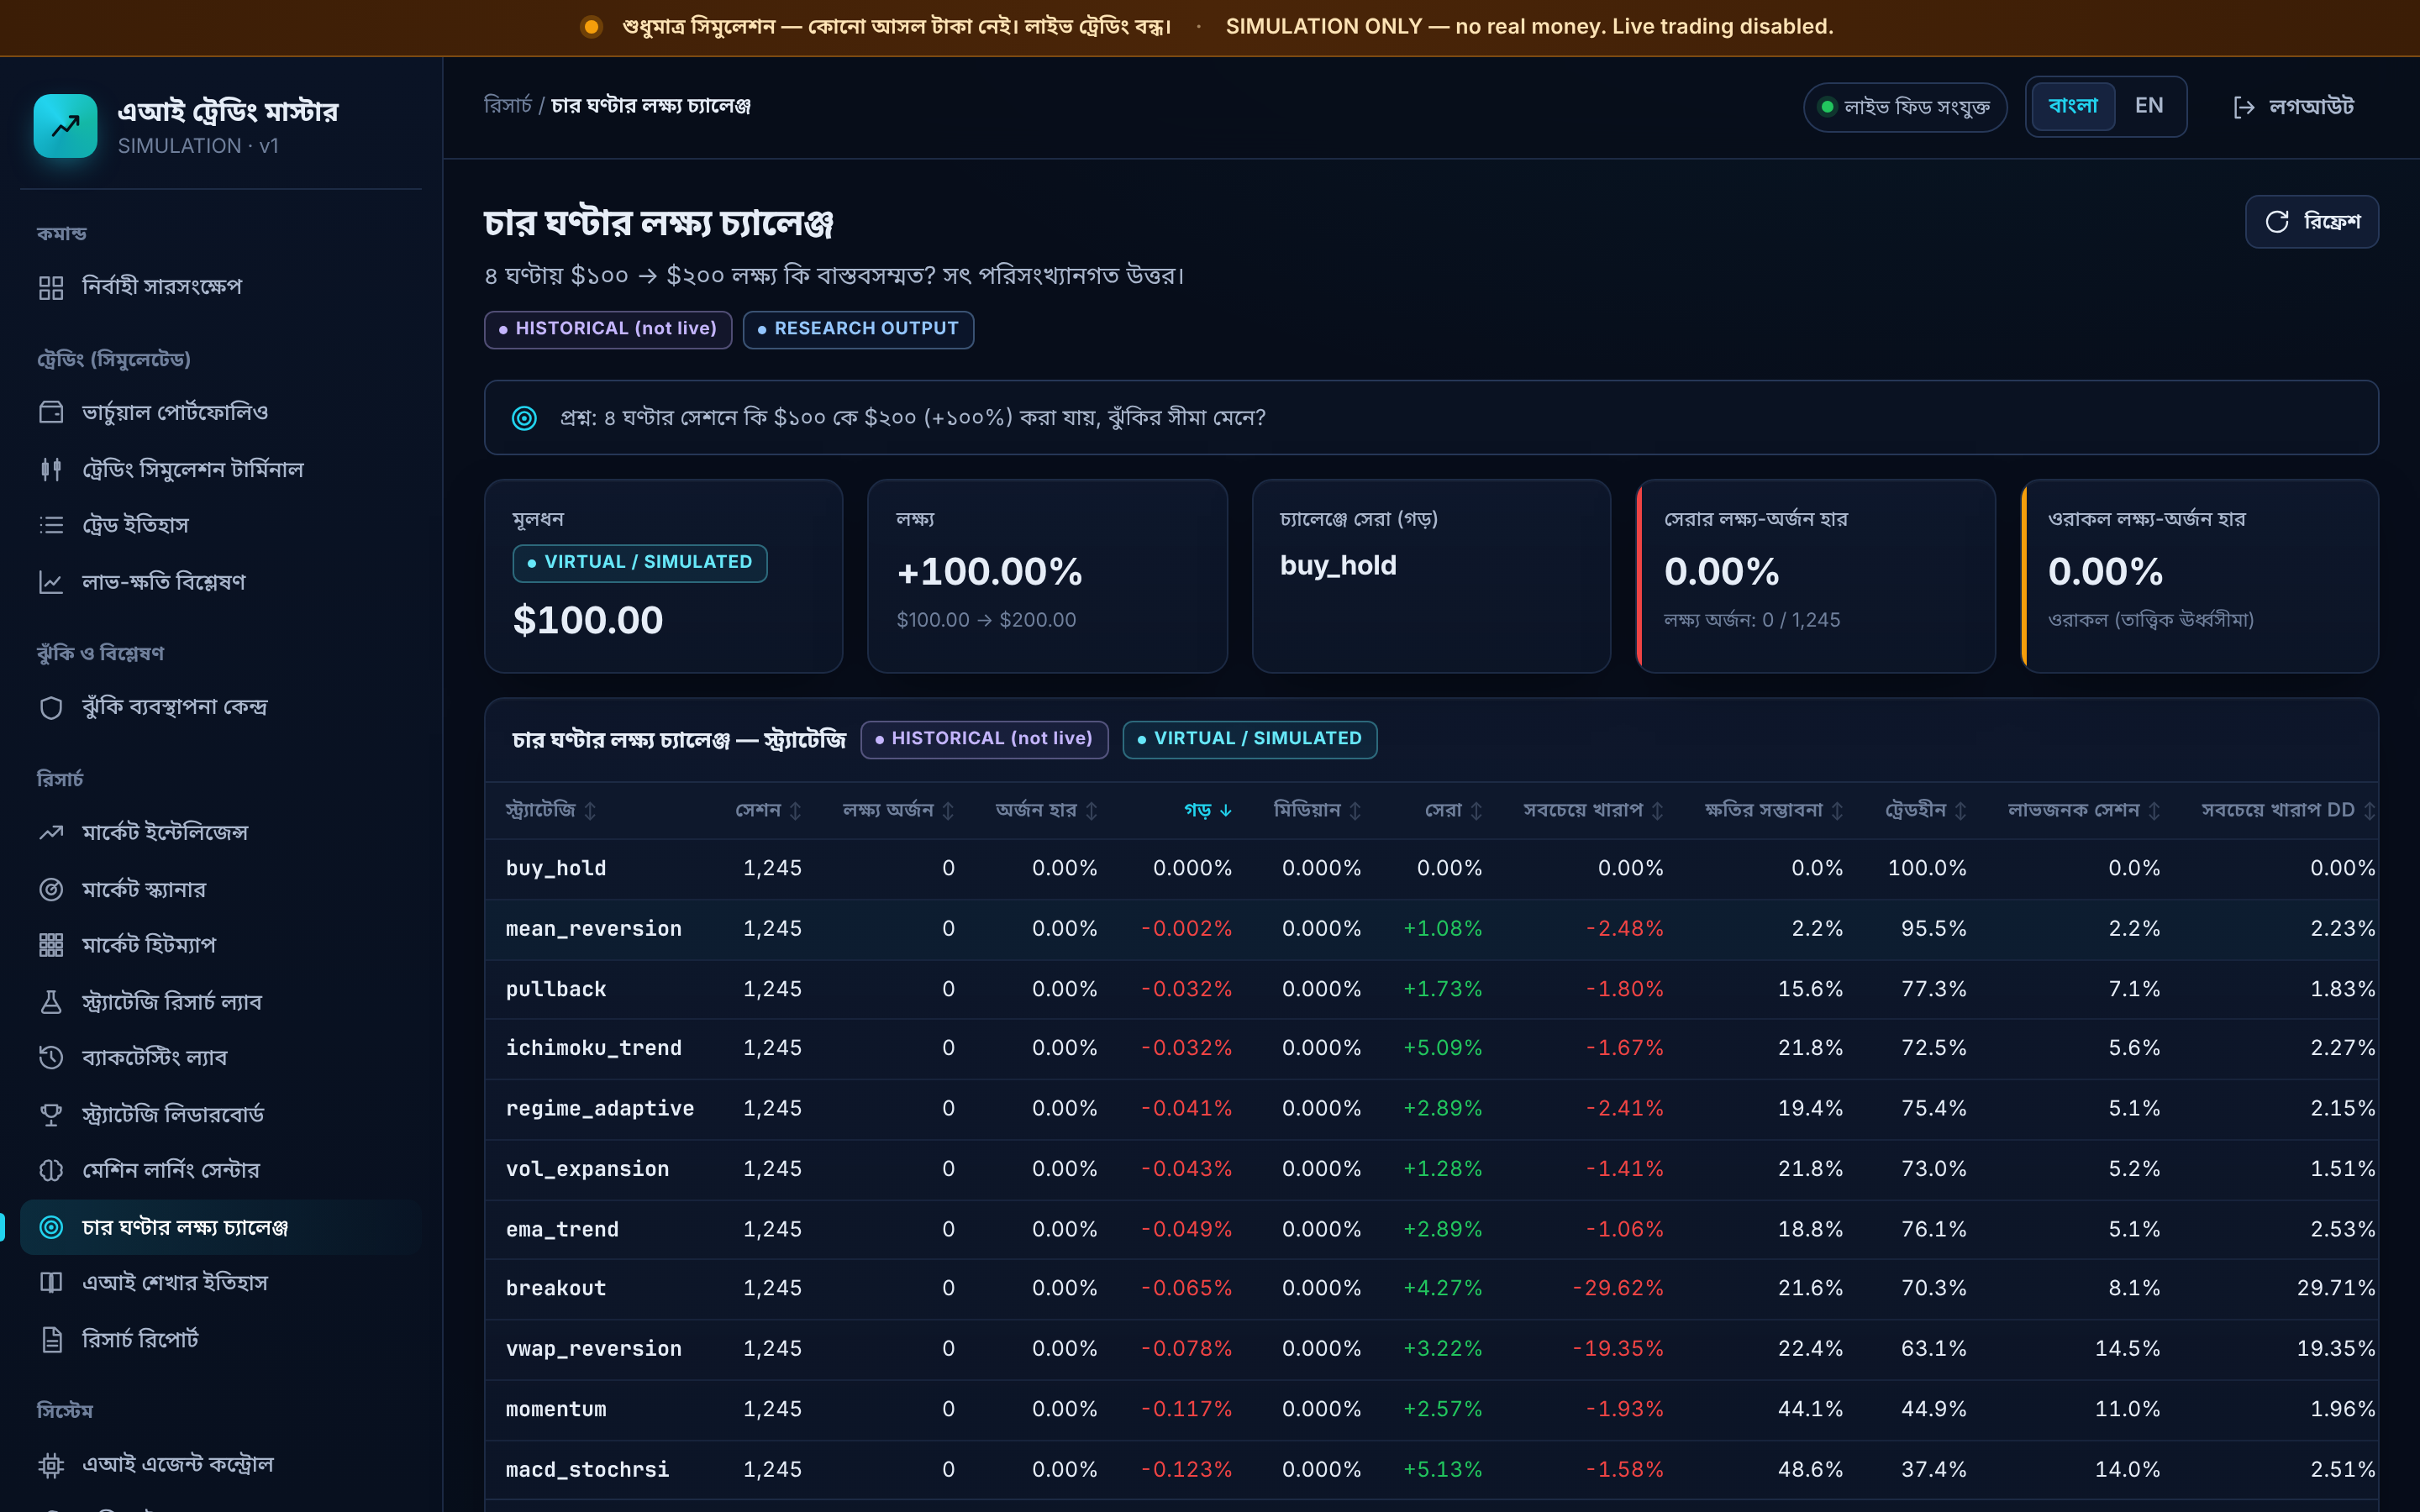 শুধুমাত্র সিমুলেশন — কোনো আসল টাকা নেই। লাইভ ট্রেডিং বন্ধ। · SIMULATION ONLY — no real money. Live trading disabled.
এআই ট্রেডিং মাস্টার
SIMULATION · v1
কমান্ড
নির্বাহী সারসংক্ষেপ
ট্রেডিং (সিমুলেটেড)
ভার্চুয়াল পোর্টফোলিও
ট্রেডিং সিমুলেশন টার্মিনাল
ট্রেড ইতিহাস
লাভ-ক্ষতি বিশ্লেষণ
ঝুঁকি ও বিশ্লেষণ
ঝুঁকি ব্যবস্থাপনা কেন্দ্র
রিসার্চ
মার্কেট ইন্টেলিজেন্স
মার্কেট স্ক্যানার
মার্কেট হিটম্যাপ
স্ট্র্যাটেজি রিসার্চ ল্যাব
ব্যাকটেস্টিং ল্যাব
স্ট্র্যাটেজি লিডারবোর্ড
মেশিন লার্নিং সেন্টার
চার ঘণ্টার লক্ষ্য চ্যালেঞ্জ
এআই শেখার ইতিহাস
রিসার্চ রিপোর্ট
সিস্টেম
এআই এজেন্ট কন্ট্রোল
রিসার্চ / চার ঘণ্টার লক্ষ্য চ্যালেঞ্জ
লাইভ ফিড সংযুক্ত
বাংলা EN
লগআউট
চার ঘণ্টার লক্ষ্য চ্যালেঞ্জ
রিফ্রেশ
৪ ঘণ্টায় $১০০ → $২০০ লক্ষ্য কি বাস্তবসম্মত? সৎ পরিসংখ্যানগত উত্তর।
HISTORICAL (not live) RESEARCH OUTPUT
প্রশ্ন: ৪ ঘণ্টার সেশনে কি $১০০ কে $২০০ (+১০০%) করা যায়, ঝুঁকির সীমা মেনে?
মূলধন
VIRTUAL / SIMULATED
$100.00
লক্ষ্য
+100.00%
$100.00 → $200.00
চ্যালেঞ্জে সেরা (গড়)
buy_hold
সেরার লক্ষ্য-অর্জন হার
0.00%
লক্ষ্য অর্জন: 0 / 1,245
ওরাকল লক্ষ্য-অর্জন হার
0.00%
ওরাকল (তাত্ত্বিক ঊর্ধ্বসীমা)
চার ঘণ্টার লক্ষ্য চ্যালেঞ্জ — স্ট্র্যাটেজি HISTORICAL (not live) VIRTUAL / SIMULATED
স্ট্র্যাটেজি সেশন লক্ষ্য অর্জন অর্জন হার গড় ↓ মিডিয়ান সেরা সবচেয়ে খারাপ ক্ষতির সম্ভাবনা ট্রেডহীন লাভজনক সেশন সবচেয়ে খারাপ DD
buy_hold 1,245 0 0.00% 0.000% 0.000% 0.00% 0.00% 0.0% 100.0% 0.0% 0.00%
mean_reversion 1,245 0 0.00% -0.002% 0.000% +1.08% -2.48% 2.2% 95.5% 2.2% 2.23%
pullback 1,245 0 0.00% -0.032% 0.000% +1.73% -1.80% 15.6% 77.3% 7.1% 1.83%
ichimoku_trend 1,245 0 0.00% -0.032% 0.000% +5.09% -1.67% 21.8% 72.5% 5.6% 2.27%
regime_adaptive 1,245 0 0.00% -0.041% 0.000% +2.89% -2.41% 19.4% 75.4% 5.1% 2.15%
vol_expansion 1,245 0 0.00% -0.043% 0.000% +1.28% -1.41% 21.8% 73.0% 5.2% 1.51%
ema_trend 1,245 0 0.00% -0.049% 0.000% +2.89% -1.06% 18.8% 76.1% 5.1% 2.53%
breakout 1,245 0 0.00% -0.065% 0.000% +4.27% -29.62% 21.6% 70.3% 8.1% 29.71%
vwap_reversion 1,245 0 0.00% -0.078% 0.000% +3.22% -19.35% 22.4% 63.1% 14.5% 19.35%
momentum 1,245 0 0.00% -0.117% 0.000% +2.57% -1.93% 44.1% 44.9% 11.0% 1.96%
macd_stochrsi 1,245 0 0.00% -0.123% 0.000% +5.13% -1.58% 48.6% 37.4% 14.0% 2.51%